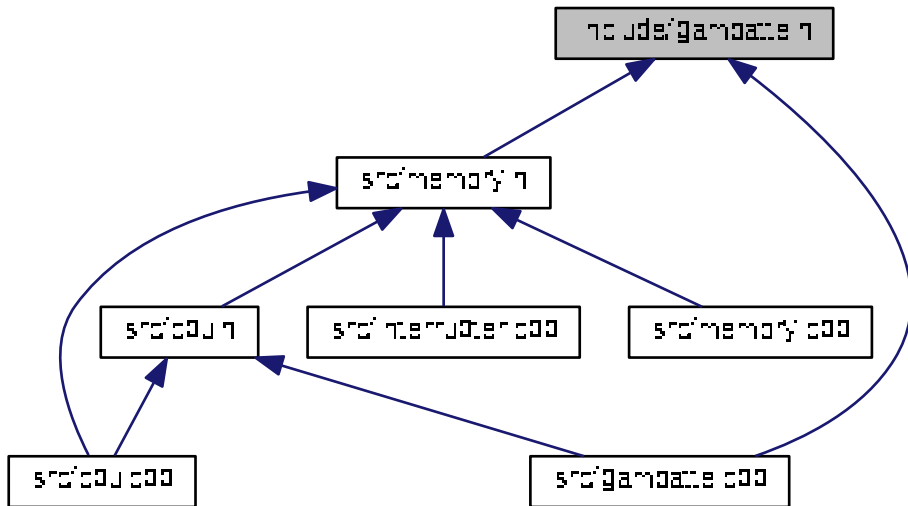 include/gambatte.h
src/memory.h
src/cpu.h
src/interrupter.cpp
src/memory.cpp
src/cpu.cpp
src/gambatte.cpp